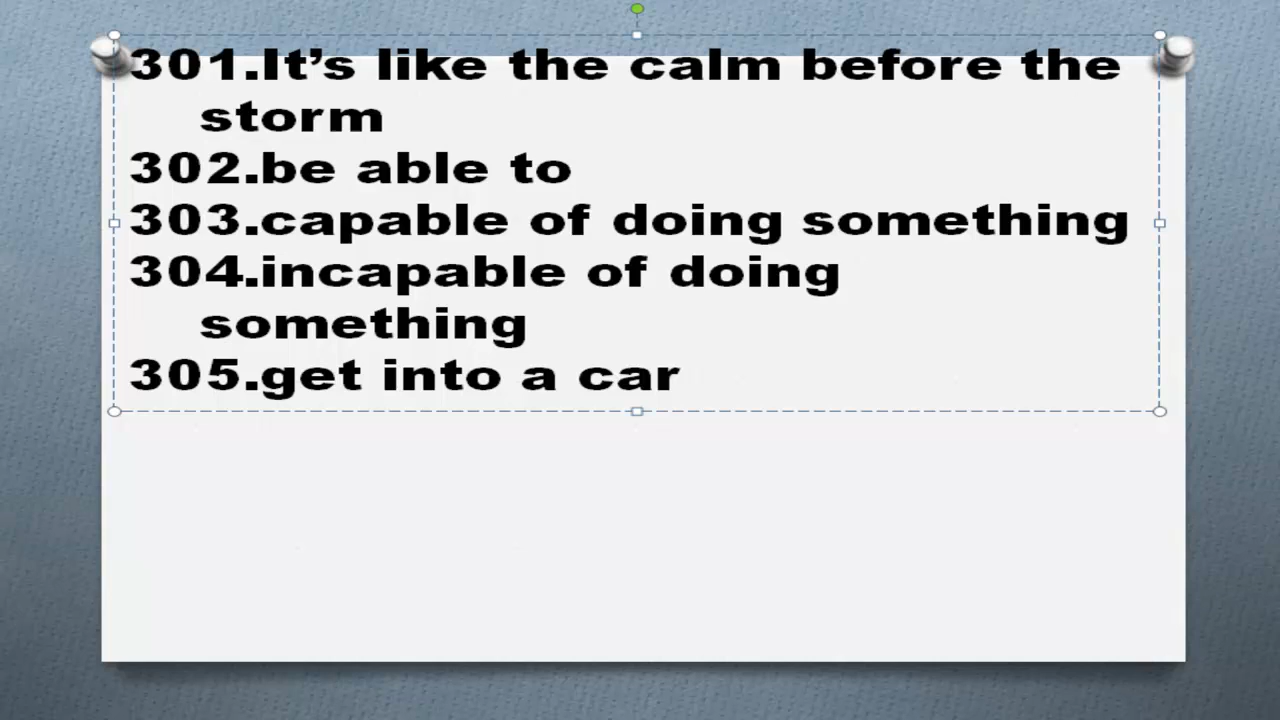 301.It’s like the calm before the
storm
302.be able to
303.capable of doing something
304.incapable of doing
something
305.get into a car